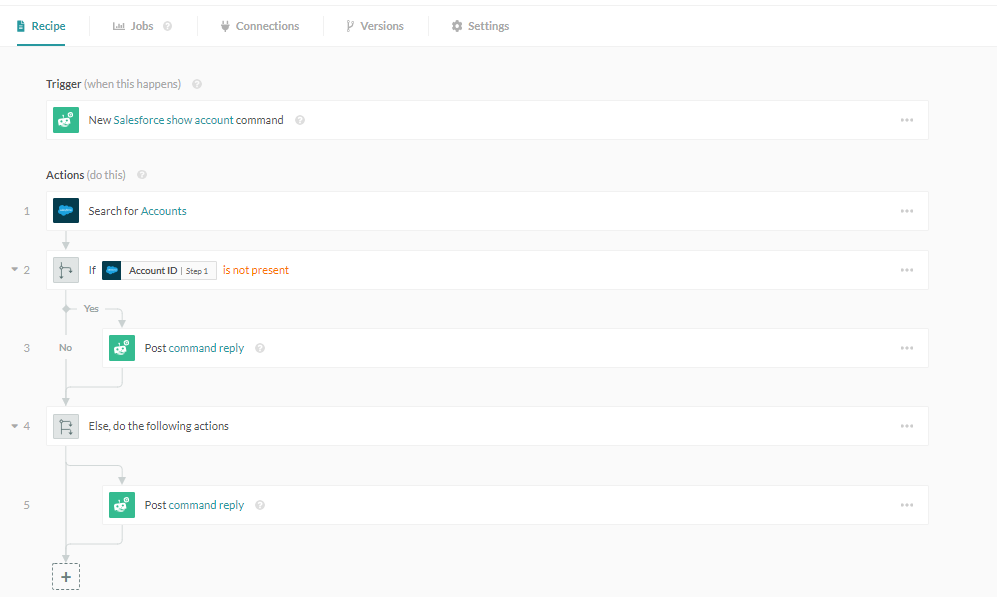 Recipe Jobs ? Connections Versions Settings
Trigger (when this happens) ?
New Salesforce show account command ?
Actions (do this) ?
1 Search for Accounts
2 If Account ID | Step 1 is not present
Yes
3 No Post command reply ?
4 Else, do the following actions
5 Post command reply ?